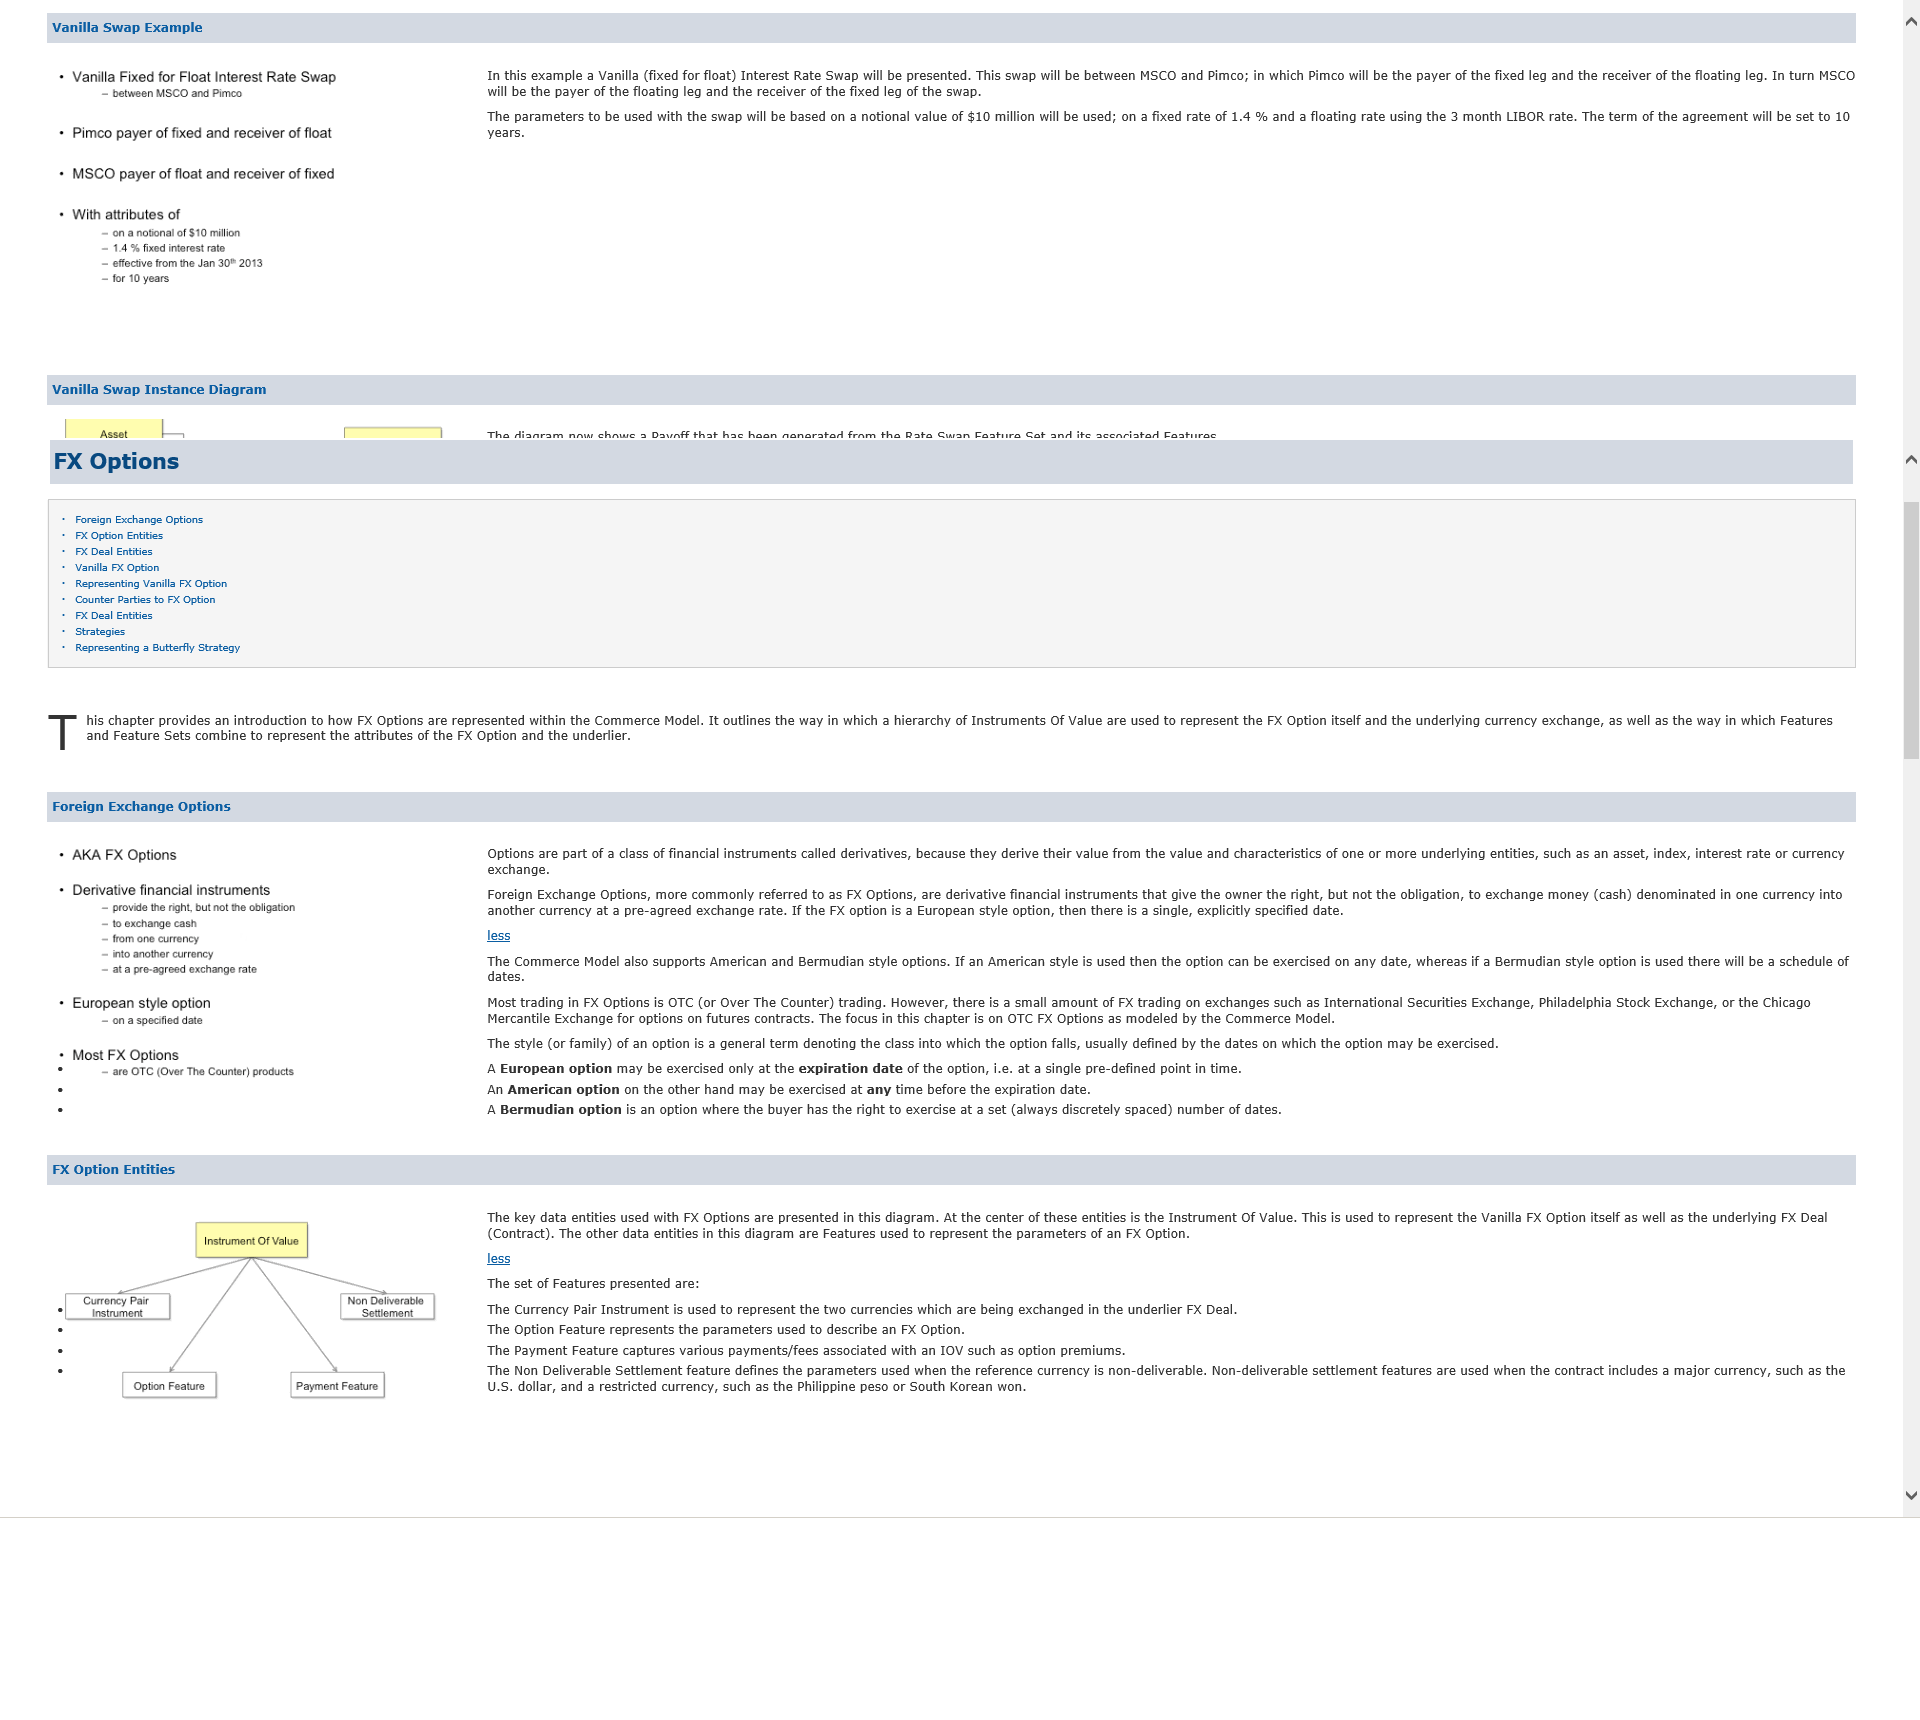 Vanilla Swap Example
• Vanilla Fixed for Float Interest Rate Swap
– between MSCO and Pimco
• Pimco payer of fixed and receiver of float
• MSCO payer of float and receiver of fixed
• With attributes of
– on a notional of $10 million
– 1.4 % fixed interest rate
– effective from the Jan 30th 2013
– for 10 years
In this example a Vanilla (fixed for float) Interest Rate Swap will be presented. This swap will be between MSCO and Pimco; in which Pimco will be the payer of the fixed leg and the receiver of the floating leg. In turn MSCO
will be the payer of the floating leg and the receiver of the fixed leg of the swap.
The parameters to be used with the swap will be based on a notional value of $10 million will be used; on a fixed rate of 1.4 % and a floating rate using the 3 month LIBOR rate. The term of the agreement will be set to 10
years.
Vanilla Swap Instance Diagram
Asset
The diagram now shows a Payoff that has been generated from the Rate Swap Feature Set and its associated Features
FX Options
• Foreign Exchange Options
• FX Option Entities
• FX Deal Entities
• Vanilla FX Option
• Representing Vanilla FX Option
• Counter Parties to FX Option
• FX Deal Entities
• Strategies
• Representing a Butterfly Strategy
This chapter provides an introduction to how FX Options are represented within the Commerce Model. It outlines the way in which a hierarchy of Instruments Of Value are used to represent the FX Option itself and the underlying currency exchange, as well as the way in which Features
and Feature Sets combine to represent the attributes of the FX Option and the underlier.
Foreign Exchange Options
• AKA FX Options
• Derivative financial instruments
– provide the right, but not the obligation
– to exchange cash
– from one currency
– into another currency
– at a pre-agreed exchange rate
• European style option
– on a specified date
• Most FX Options
– are OTC (Over The Counter) products
Options are part of a class of financial instruments called derivatives, because they derive their value from the value and characteristics of one or more underlying entities, such as an asset, index, interest rate or currency
exchange.
Foreign Exchange Options, more commonly referred to as FX Options, are derivative financial instruments that give the owner the right, but not the obligation, to exchange money (cash) denominated in one currency into
another currency at a pre-agreed exchange rate. If the FX option is a European style option, then there is a single, explicitly specified date.
less
The Commerce Model also supports American and Bermudian style options. If an American style is used then the option can be exercised on any date, whereas if a Bermudian style option is used there will be a schedule of
dates.
Most trading in FX Options is OTC (or Over The Counter) trading. However, there is a small amount of FX trading on exchanges such as International Securities Exchange, Philadelphia Stock Exchange, or the Chicago
Mercantile Exchange for options on futures contracts. The focus in this chapter is on OTC FX Options as modeled by the Commerce Model.
The style (or family) of an option is a general term denoting the class into which the option falls, usually defined by the dates on which the option may be exercised.
A European option may be exercised only at the expiration date of the option, i.e. at a single pre-defined point in time.
An American option on the other hand may be exercised at any time before the expiration date.
A Bermudian option is an option where the buyer has the right to exercise at a set (always discretely spaced) number of dates.
FX Option Entities
Instrument Of Value
Currency Pair
Instrument
Non Deliverable
Settlement
Option Feature
Payment Feature
The key data entities used with FX Options are presented in this diagram. At the center of these entities is the Instrument Of Value. This is used to represent the Vanilla FX Option itself as well as the underlying FX Deal
(Contract). The other data entities in this diagram are Features used to represent the parameters of an FX Option.
less
The set of Features presented are:
The Currency Pair Instrument is used to represent the two currencies which are being exchanged in the underlier FX Deal.
The Option Feature represents the parameters used to describe an FX Option.
The Payment Feature captures various payments/fees associated with an IOV such as option premiums.
The Non Deliverable Settlement feature defines the parameters used when the reference currency is non-deliverable. Non-deliverable settlement features are used when the contract includes a major currency, such as the
U.S. dollar, and a restricted currency, such as the Philippine peso or South Korean won.